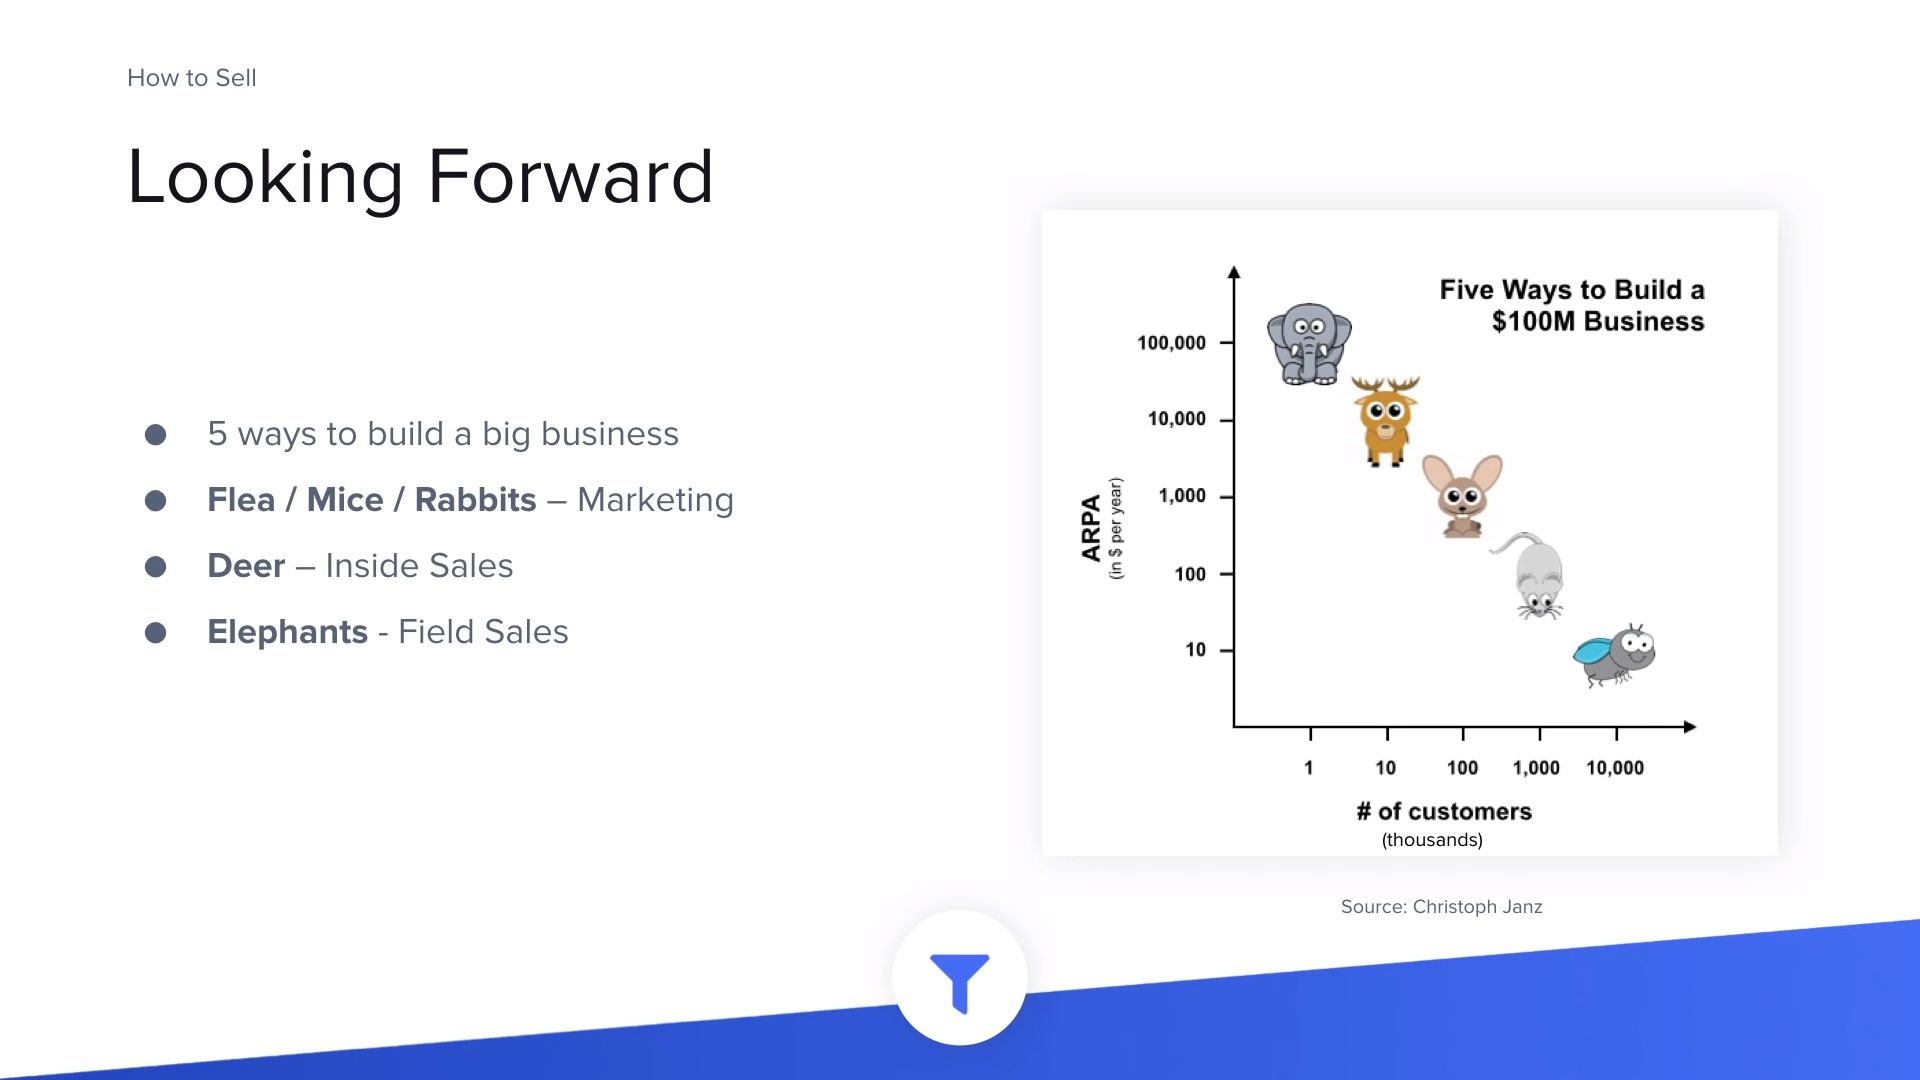 How to Sell
Looking Forward
● 5 ways to build a big business
● Flea / Mice / Rabbits – Marketing
● Deer – Inside Sales
● Elephants - Field Sales
Five Ways to Build a
$100M Business
ARPA
(in $ per year)
100,000
10,000
1,000
100
10
1 10 100 1,000 10,000
# of customers
(thousands)
Source: Christoph Janz